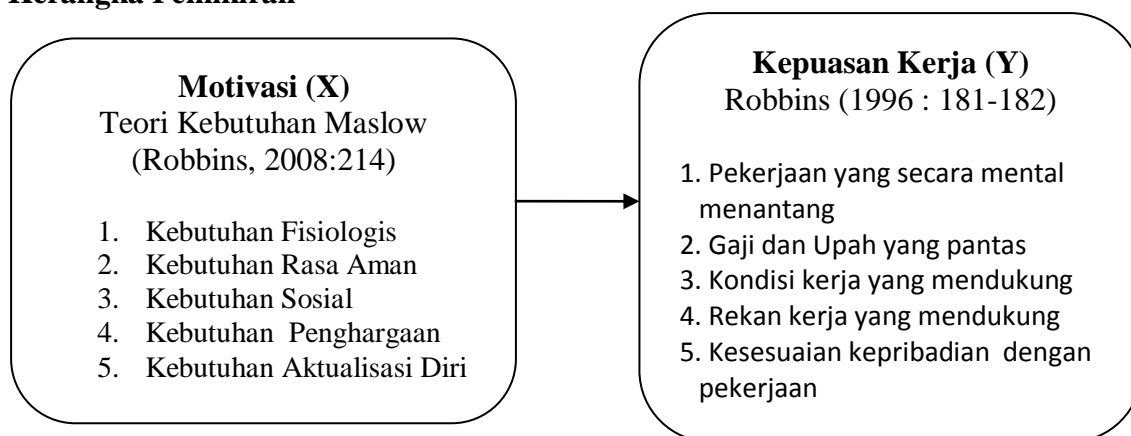 Kerangka Pemikiran
Motivasi (X)
Teori Kebutuhan Maslow
(Robbins, 2008:214)
1. Kebutuhan Fisiologis
2. Kebutuhan Rasa Aman
3. Kebutuhan Sosial
4. Kebutuhan Penghargaan
5. Kebutuhan Aktualisasi Diri
Kepuasan Kerja (Y)
Robbins (1996 : 181-182)
1. Pekerjaan yang secara mental
menantang
2. Gaji dan Upah yang pantas
3. Kondisi kerja yang mendukung
4. Rekan kerja yang mendukung
5. Kesesuaian kepribadian dengan
pekerjaan